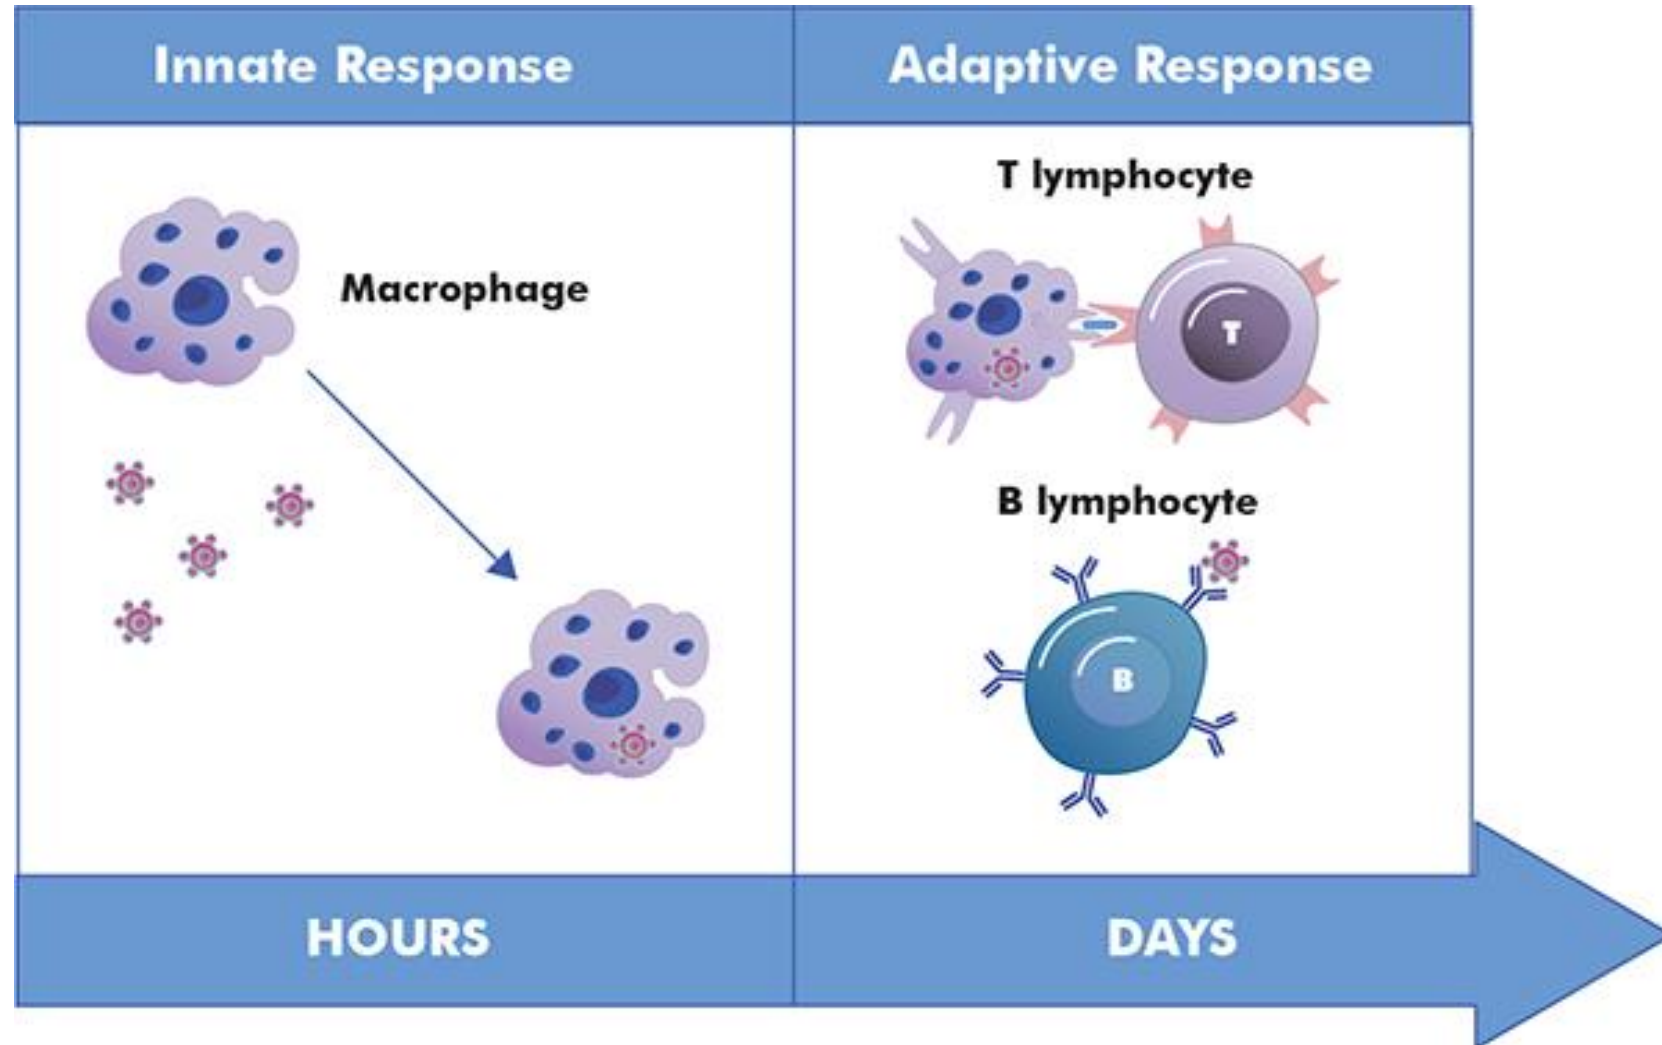 Innate Response
Adaptive Response
Macrophage
T lymphocyte
T
B lymphocyte
B
HOURS
DAYS